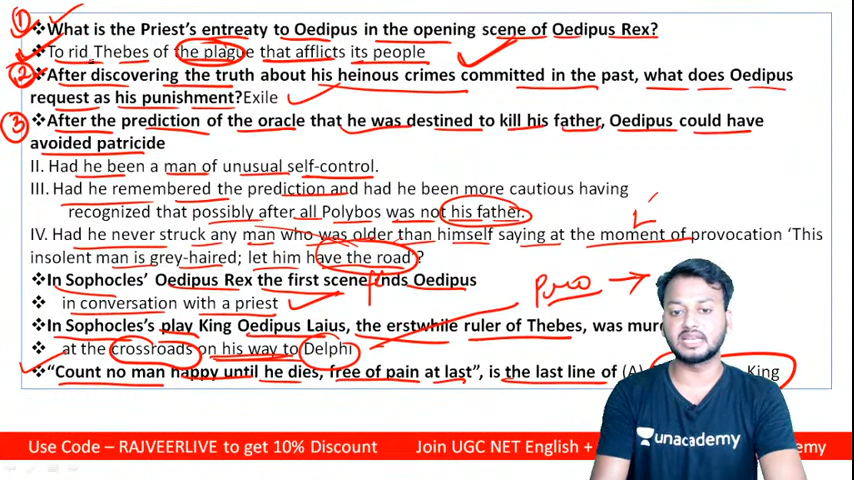 ① ❖What is the Priest's entreaty to Oedipus in the opening scene of Oedipus Rex?
❖To rid Thebes of the plague that afflicts its people
② ❖After discovering the truth about his heinous crimes committed in the past, what does Oedipus
request as his punishment?Exile
③ ❖After the prediction of the oracle that he was destined to kill his father, Oedipus could have
avoided patricide
II. Had he been a man of unusual self-control.
III. Had he remembered the prediction and had he been more cautious having
recognized that possibly after all Polybos was not his father.
IV. Had he never struck any man who was older than himself saying at the moment of provocation 'This
insolent man is grey-haired; let him have the road'?
❖In Sophocles' Oedipus Rex the first scene finds Oedipus
❖in conversation with a priest
❖In Sophocles's play King Oedipus Laius, the erstwhile ruler of Thebes, was
❖at the crossroads on his way to Delphi
❖"Count no man happy until he dies, free of pain at last", is the last line of (A) King
Use Code – RAJVEERLIVE to get 10% Discount
Join UGC NET English +
unacademy